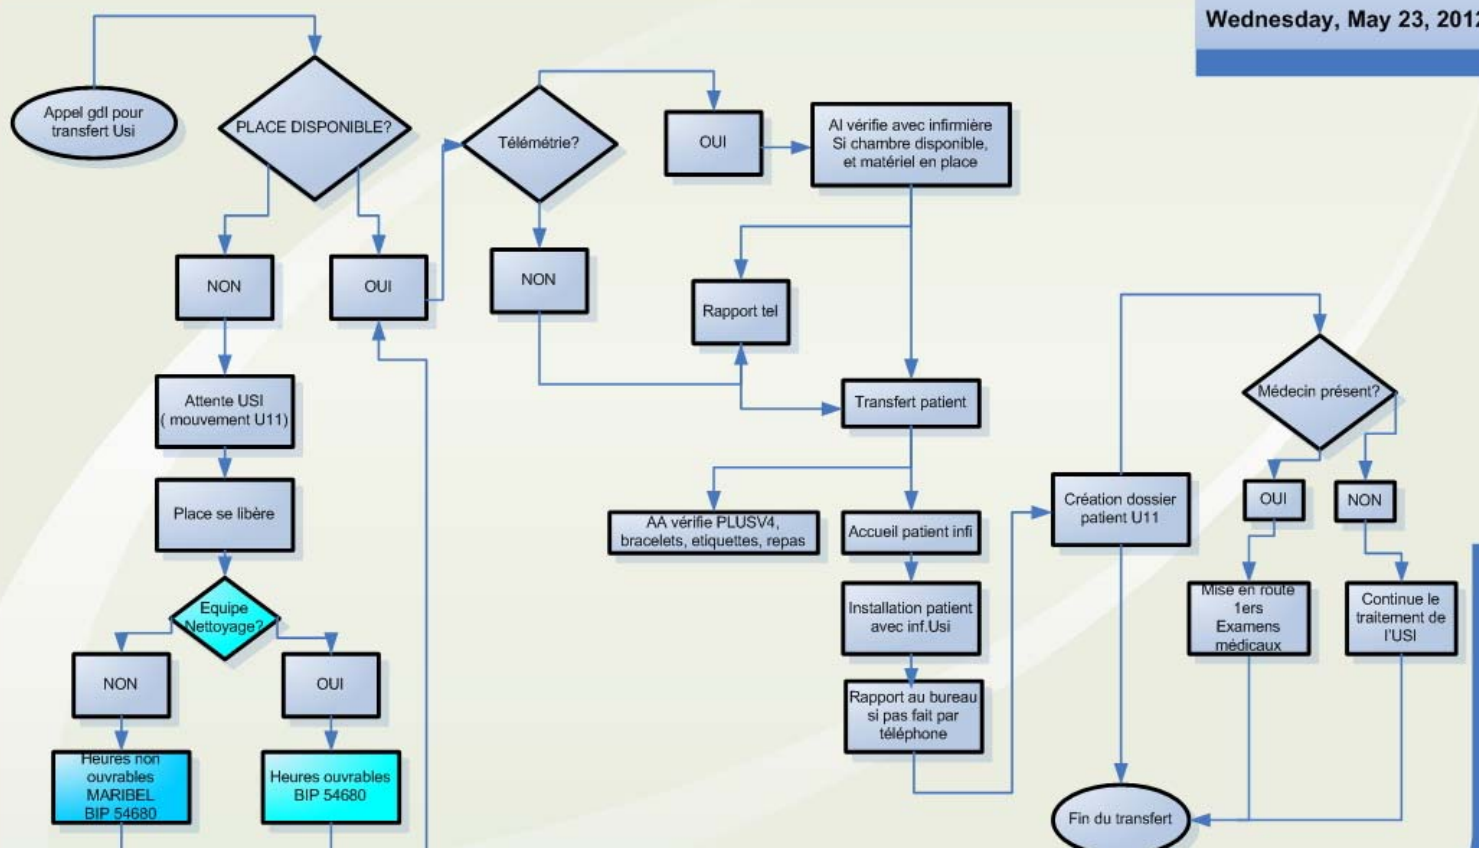 Wednesday, May 23, 2012
Appel gdl pour
transfert Usi
PLACE DISPONIBLE?
Télémétrie?
OUI
AI vérifie avec infirmière
Si chambre disponible,
et matériel en place
NON
OUI
NON
Rapport tel
Attente USI
( mouvement U11)
Transfert patient
Médecin présent?
Place se libère
AA vérifie PLUSV4,
bracelets, etiquettes, repas
Accueil patient infi
Création dossier
patient U11
OUI
NON
Equipe
Nettoyage?
Installation patient
avec inf.Usi
Mise en route
1ers
Examens
médicaux
Continue le
traitement de
l'USI
NON
OUI
Rapport au bureau
si pas fait par
téléphone
Heures non
ouvrables
MARIBEL
BIP 54680
Heures ouvrables
BIP 54680
Fin du transfert